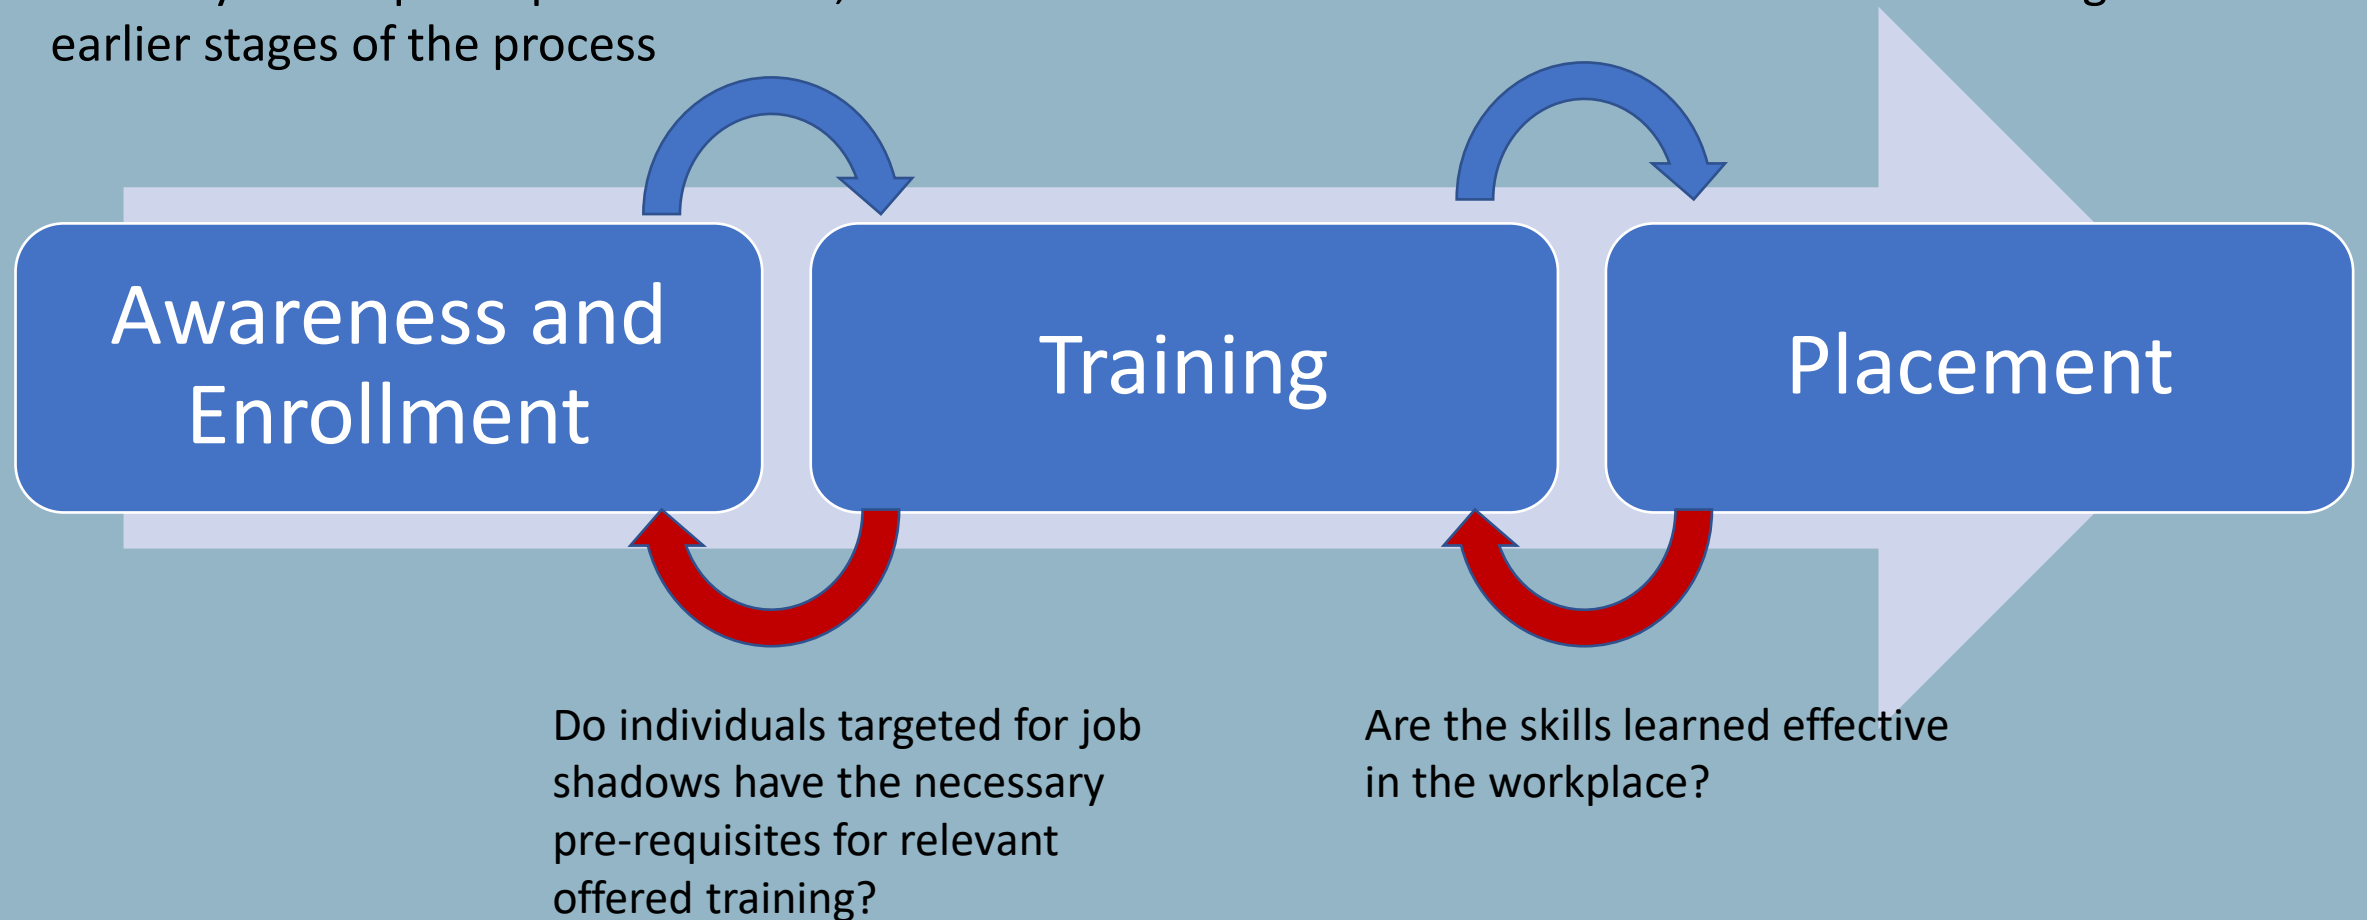 earlier stages of the process
Awareness and
Enrollment
Training
Placement
Do individuals targeted for job
shadows have the necessary
pre-requisites for relevant
offered training?
Are the skills learned effective
in the workplace?